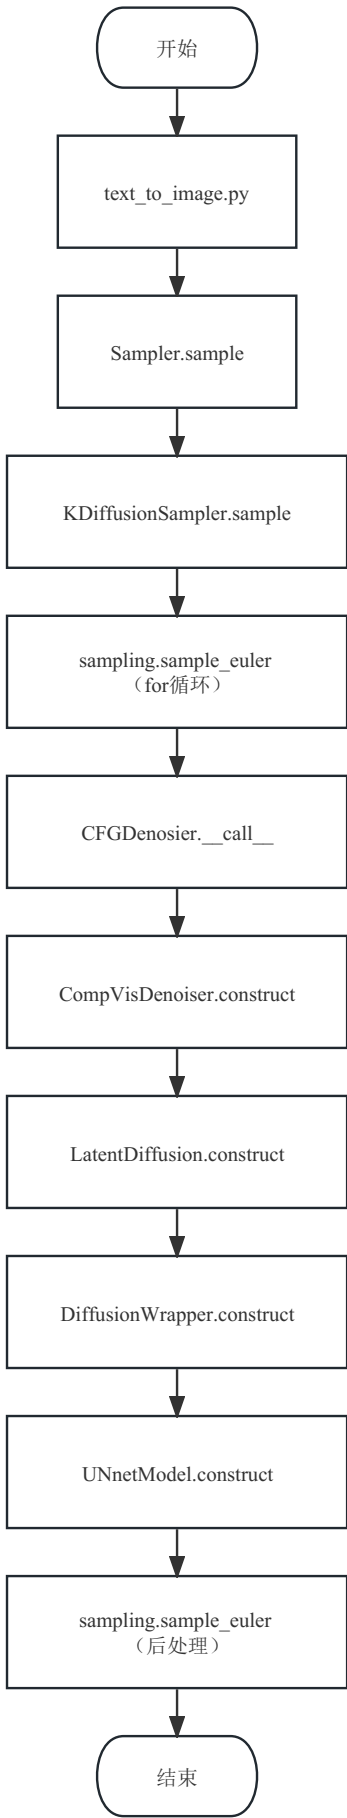 开始
text_to_image.py
Sampler.sample
KDiffusionSampler.sample
sampling.sample_euler
（for循环）
CFGDenosier.__call__
CompVisDenoiser.construct
LatentDiffusion.construct
DiffusionWrapper.construct
UNnetModel.construct
sampling.sample_euler
（后处理）
结束